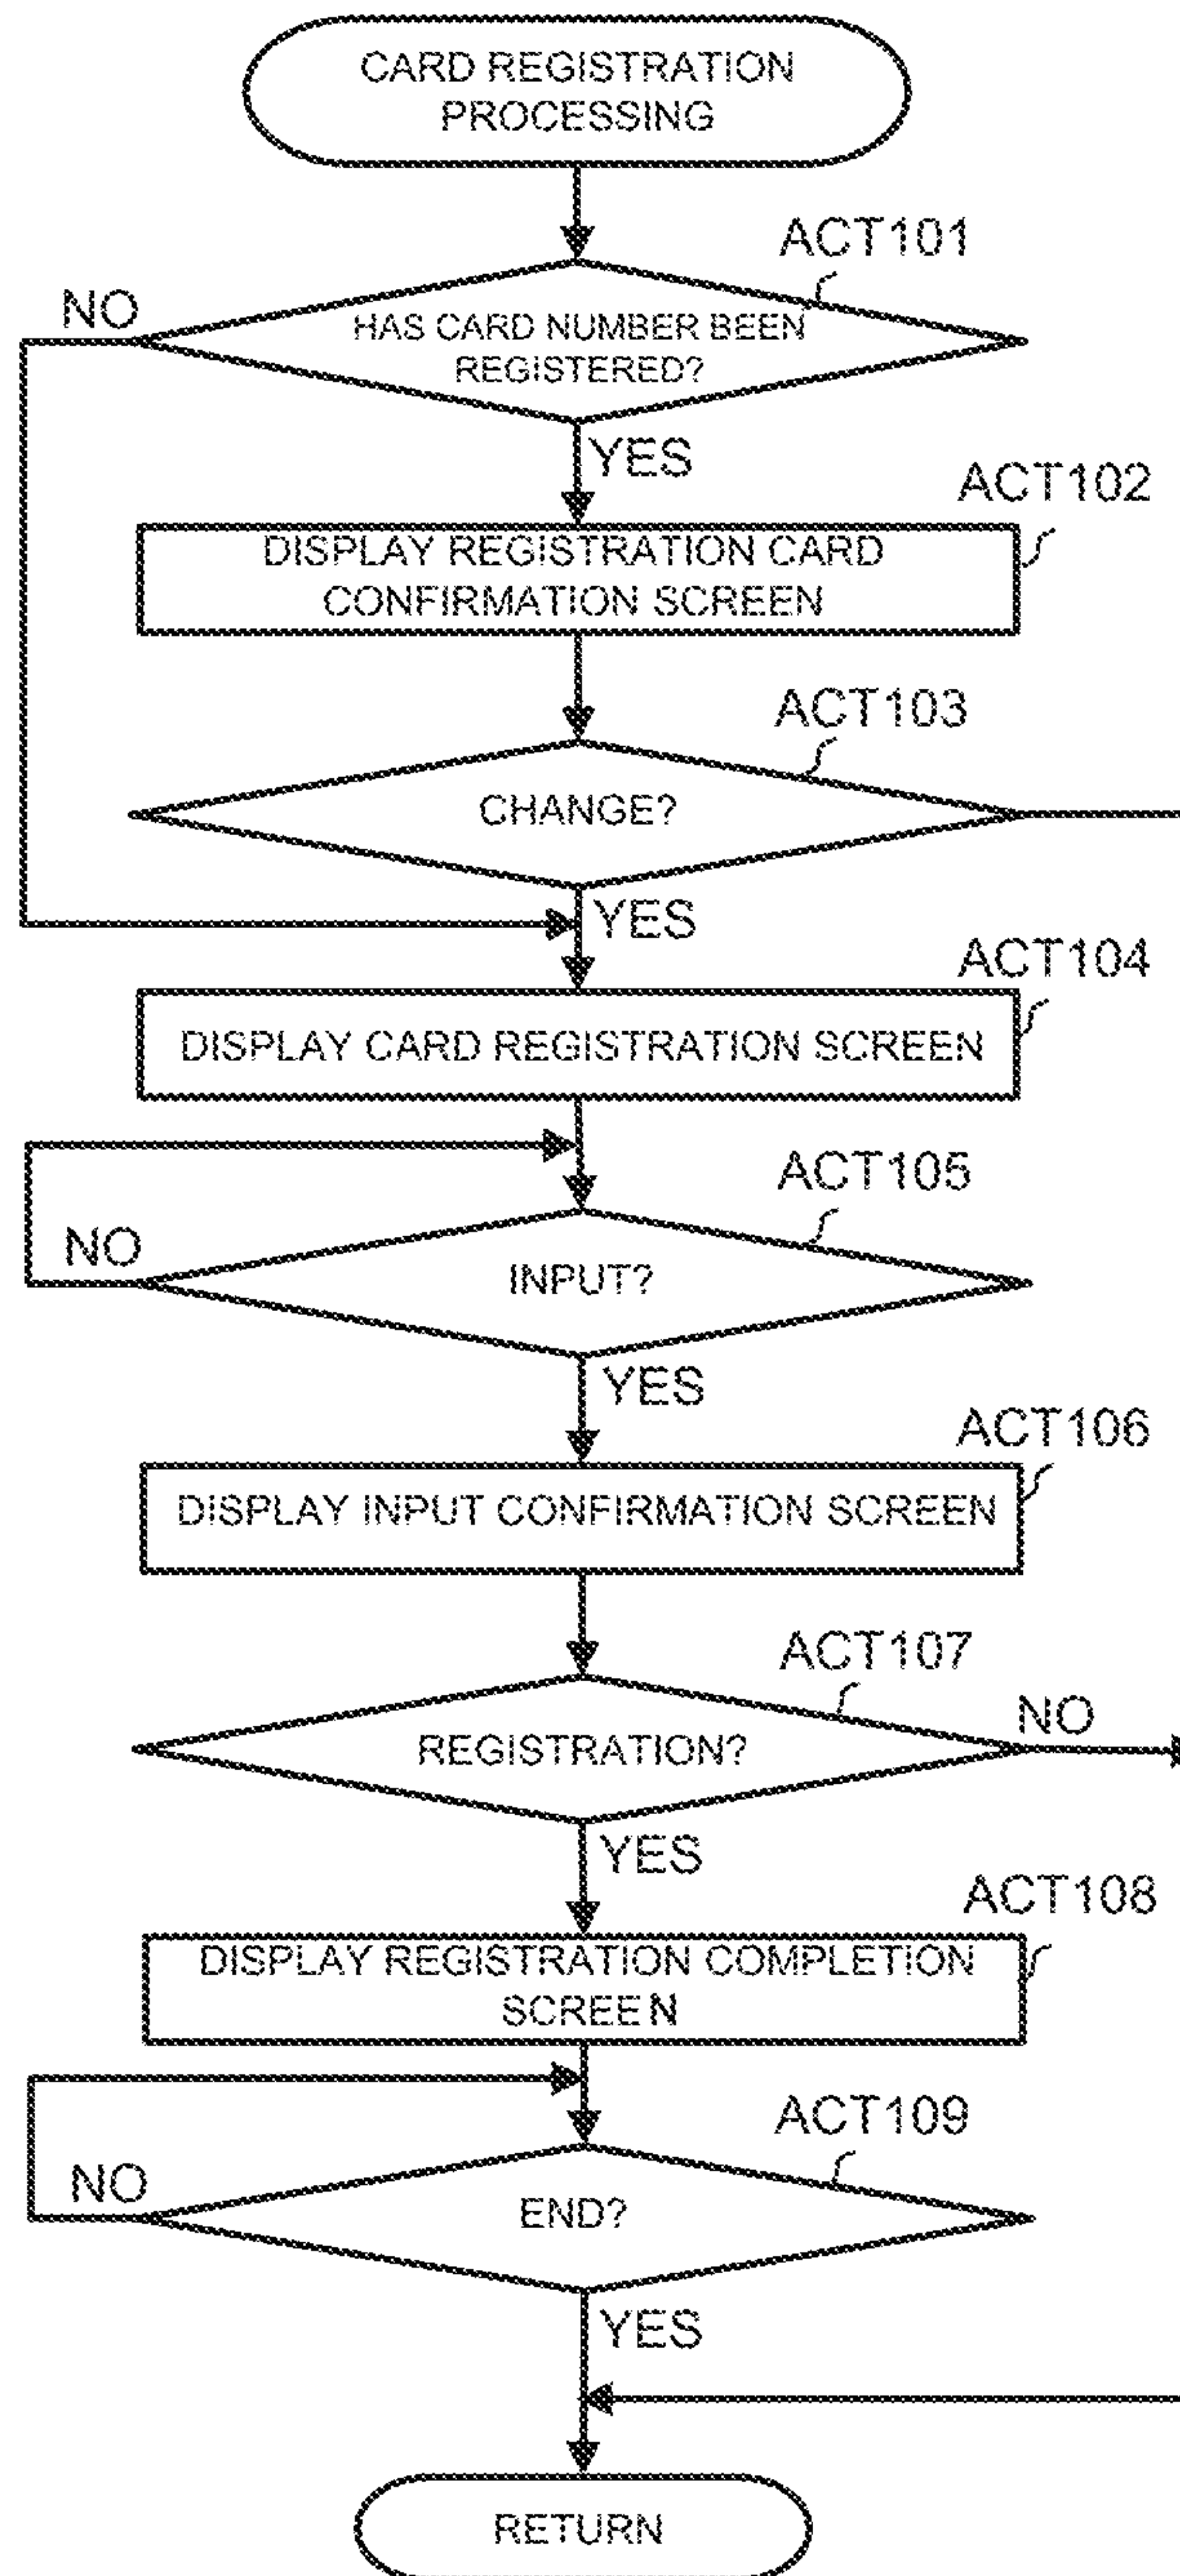 CARD REGISTRATION
PROCESSING
ACT101
NO
HAS CARD NUMBER BEEN
REGISTERED?
YES
ACT102
DISPLAY REGISTRATION CARD
CONFIRMATION SCREEN
ACT103
CHANGE?
YES
ACT104
DISPLAY CARD REGISTRATION SCREEN
ACT105
NO
INPUT?
YES
ACT106
DISPLAY INPUT CONFIRMATION SCREEN
ACT107
NO
REGISTRATION?
YES
ACT108
DISPLAY REGISTRATION COMPLETION
SCREEN
ACT109
NO
END?
YES
RETURN